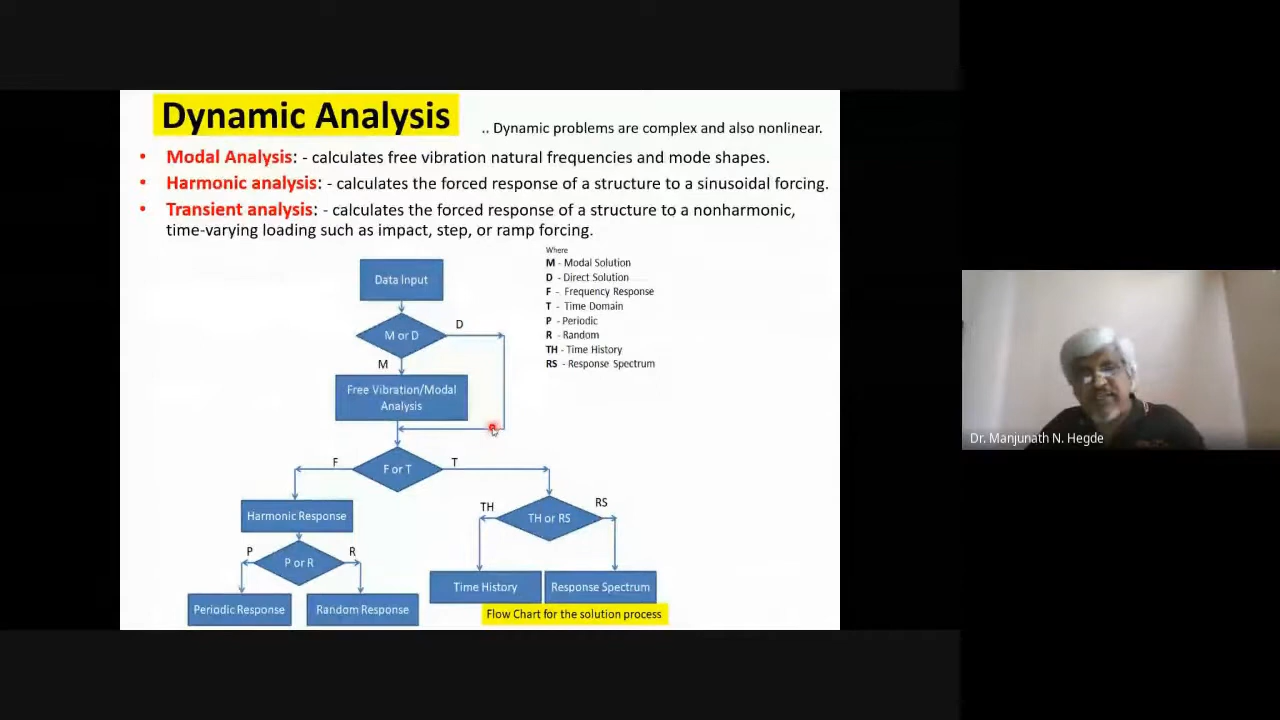 Dynamic Analysis
.. Dynamic problems are complex and also nonlinear.
• Modal Analysis: - calculates free vibration natural frequencies and mode shapes.
• Harmonic analysis: - calculates the forced response of a structure to a sinusoidal forcing.
• Transient analysis: - calculates the forced response of a structure to a nonharmonic,
time-varying loading such as impact, step, or ramp forcing.
Where
M - Modal Solution
D - Direct Solution
F - Frequency Response
T - Time Domain
P - Periodic
R - Random
TH - Time History
RS - Response Spectrum
Data Input
M or D
D
M
Free Vibration/Modal
Analysis
F
F or T
T
Harmonic Response
TH
TH or RS
RS
P
P or R
R
Time History
Response Spectrum
Periodic Response
Random Response
Flow Chart for the solution process
Dr. Manjunath N. Hegde